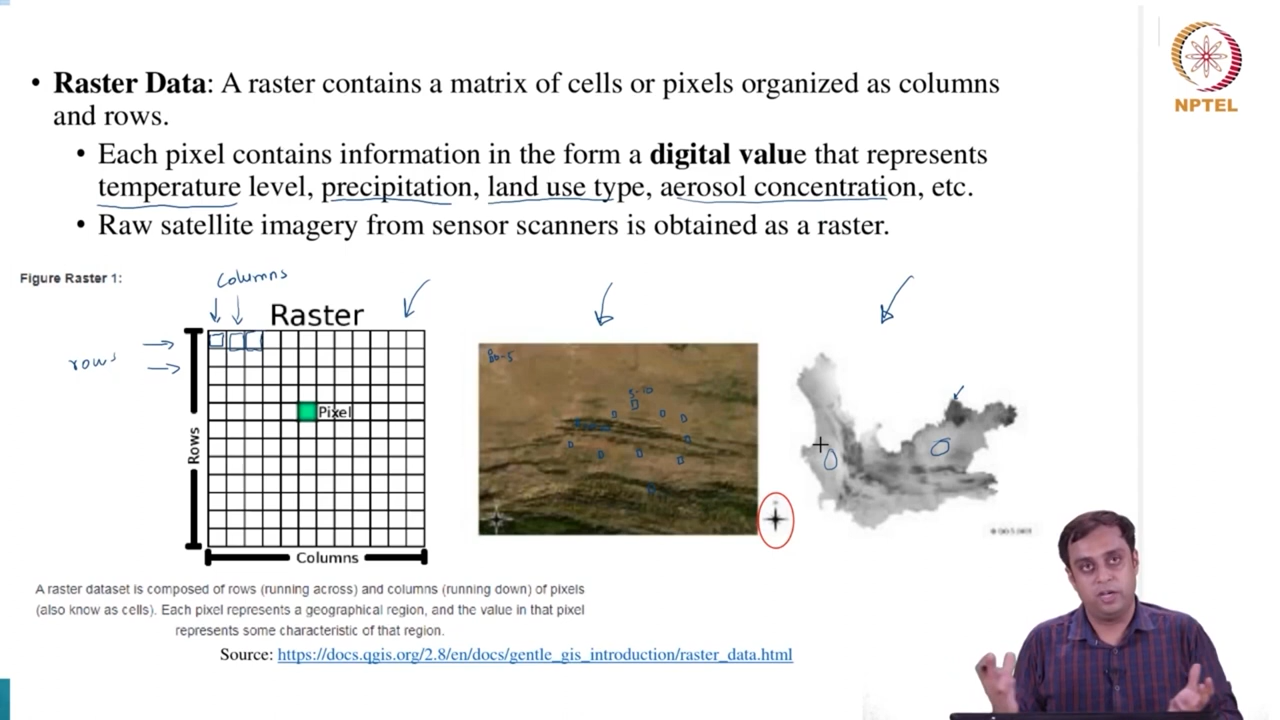 NPTEL
• Raster Data: A raster contains a matrix of cells or pixels organized as columns
and rows.
• Each pixel contains information in the form a digital value that represents
temperature level, precipitation, land use type, aerosol concentration, etc.
• Raw satellite imagery from sensor scanners is obtained as a raster.
Figure Raster 1:
Columns
Raster
rows
Pixel
Rows
Columns
5-10
A raster dataset is composed of rows (running across) and columns (running down) of pixels
(also know as cells). Each pixel represents a geographical region, and the value in that pixel
represents some characteristic of that region.
Source: https://docs.qgis.org/2.8/en/docs/gentle_gis_introduction/raster_data.html